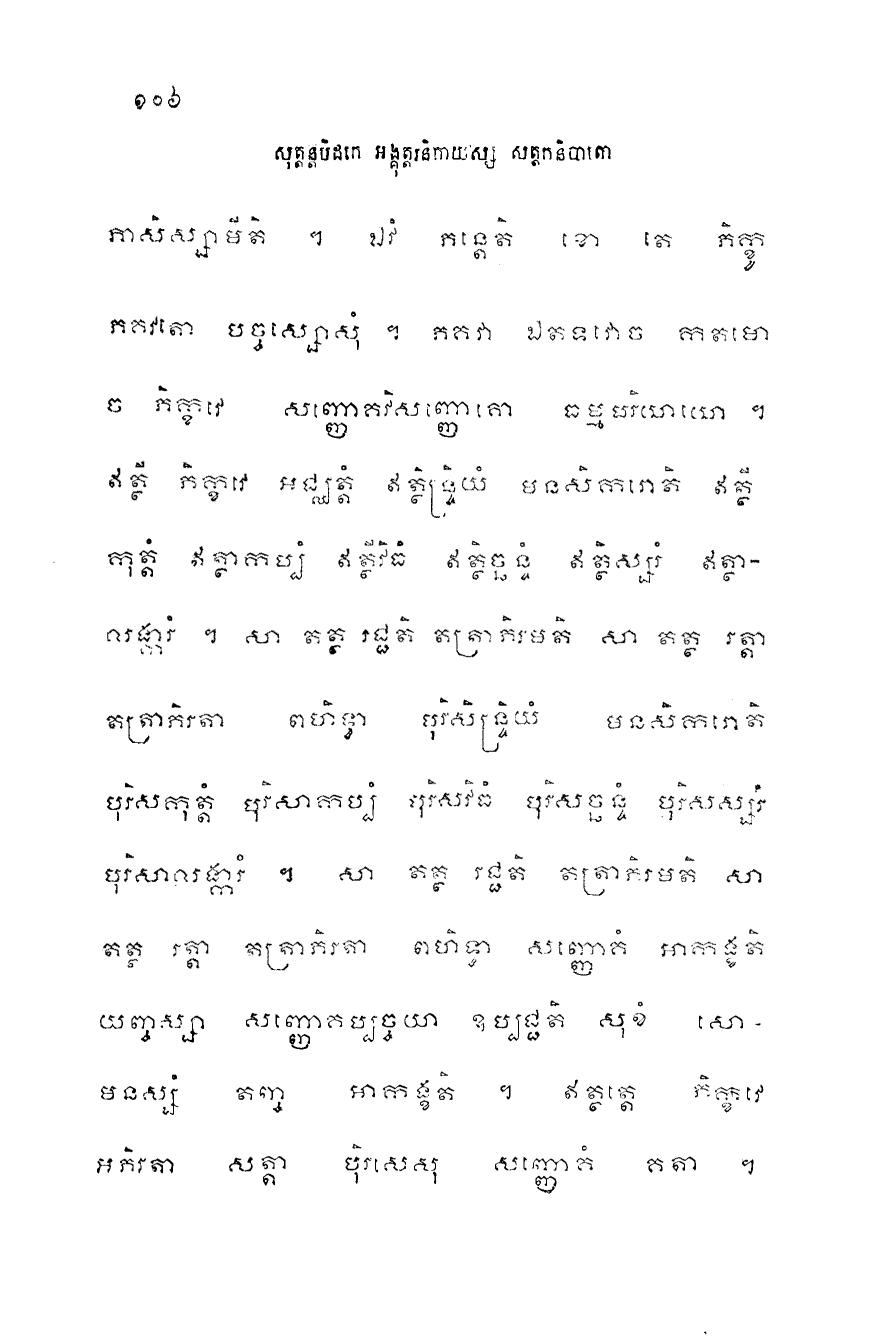 ១០៦
សុត្តន្តបិដកេ អង្គុត្តរនិកាយស្ស សត្តកនិបាតោ
ភាសិស្សាមីតិ ។ ឯវំ ភន្តេតិ ខោ តេ ភិក្ខូ
ភគវតោ បច្ចស្សោសុំ ។ ភគវា ឯតទវោច កតមោ
ច ភិក្ខវេ សញ្ញោគវិសញ្ញោគោ ធម្មបរិយាយោ ។
ឥត្ថី ភិក្ខវេ អជ្ឈត្តំ ឥត្ថិន្ទ្រិយំ មនសិករោតិ ឥត្ថី
កុត្តំ ឥត្ថាកប្បំ ឥត្ថីវិធំ ឥត្ថិច្ឆន្ទំ ឥត្ថិស្សរំ ឥត្ថា-
លង្ការំ ។ សា តត្ថ រជ្ជតិ តត្រាភិរមតិ សា តត្ថ រត្តា
តត្រាភិរតា ពហិទ្ធា បុរិសិន្ទ្រិយំ មនសិករោតិ
បុរិសកុត្តំ បុរិសាកប្បំ បុរិសវិធំ បុរិសច្ឆន្ទំ បុរិសស្សរំ
បុរិសាលង្ការំ ។ សា តត្ថ រជ្ជតិ តត្រាភិរមតិ សា
តត្ថ រត្តា តត្រាភិរតា ពហិទ្ធា សញ្ញោគំ អាកង្ខតិ
យញ្ចស្សា សញ្ញោគប្បច្ចយា ឧប្បជ្ជតិ សុខំ សោ-
មនស្សំ តញ្ច អាកង្ខតិ ។ ឥត្ថត្តេ ភិក្ខវេ
អភិរតា សត្តា បុរិសេសុ សញ្ញោគំ គតា ។